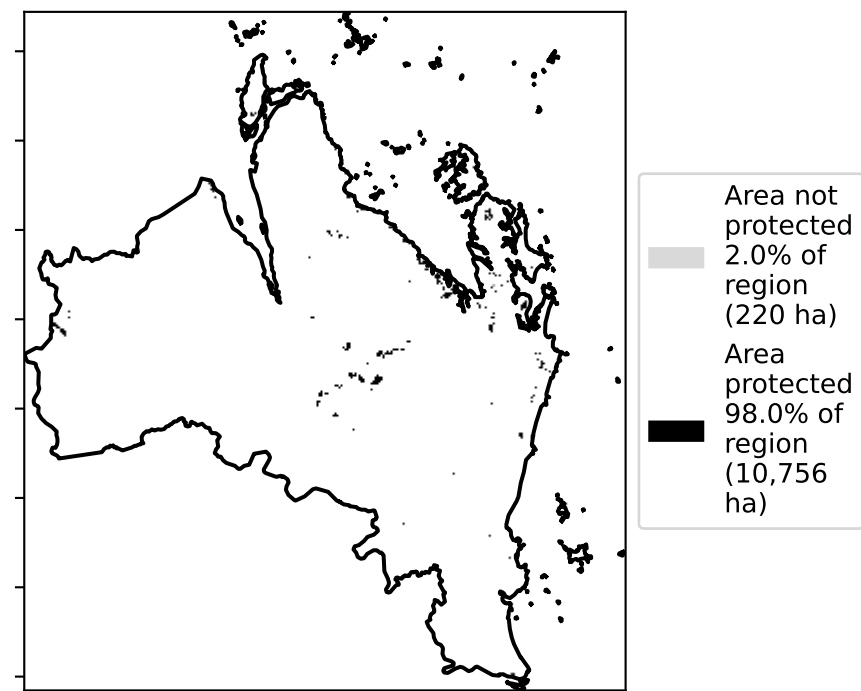 Area not
protected
2.0% of
region
(220 ha)
Area
protected
98.0% of
region
(10,756
ha)